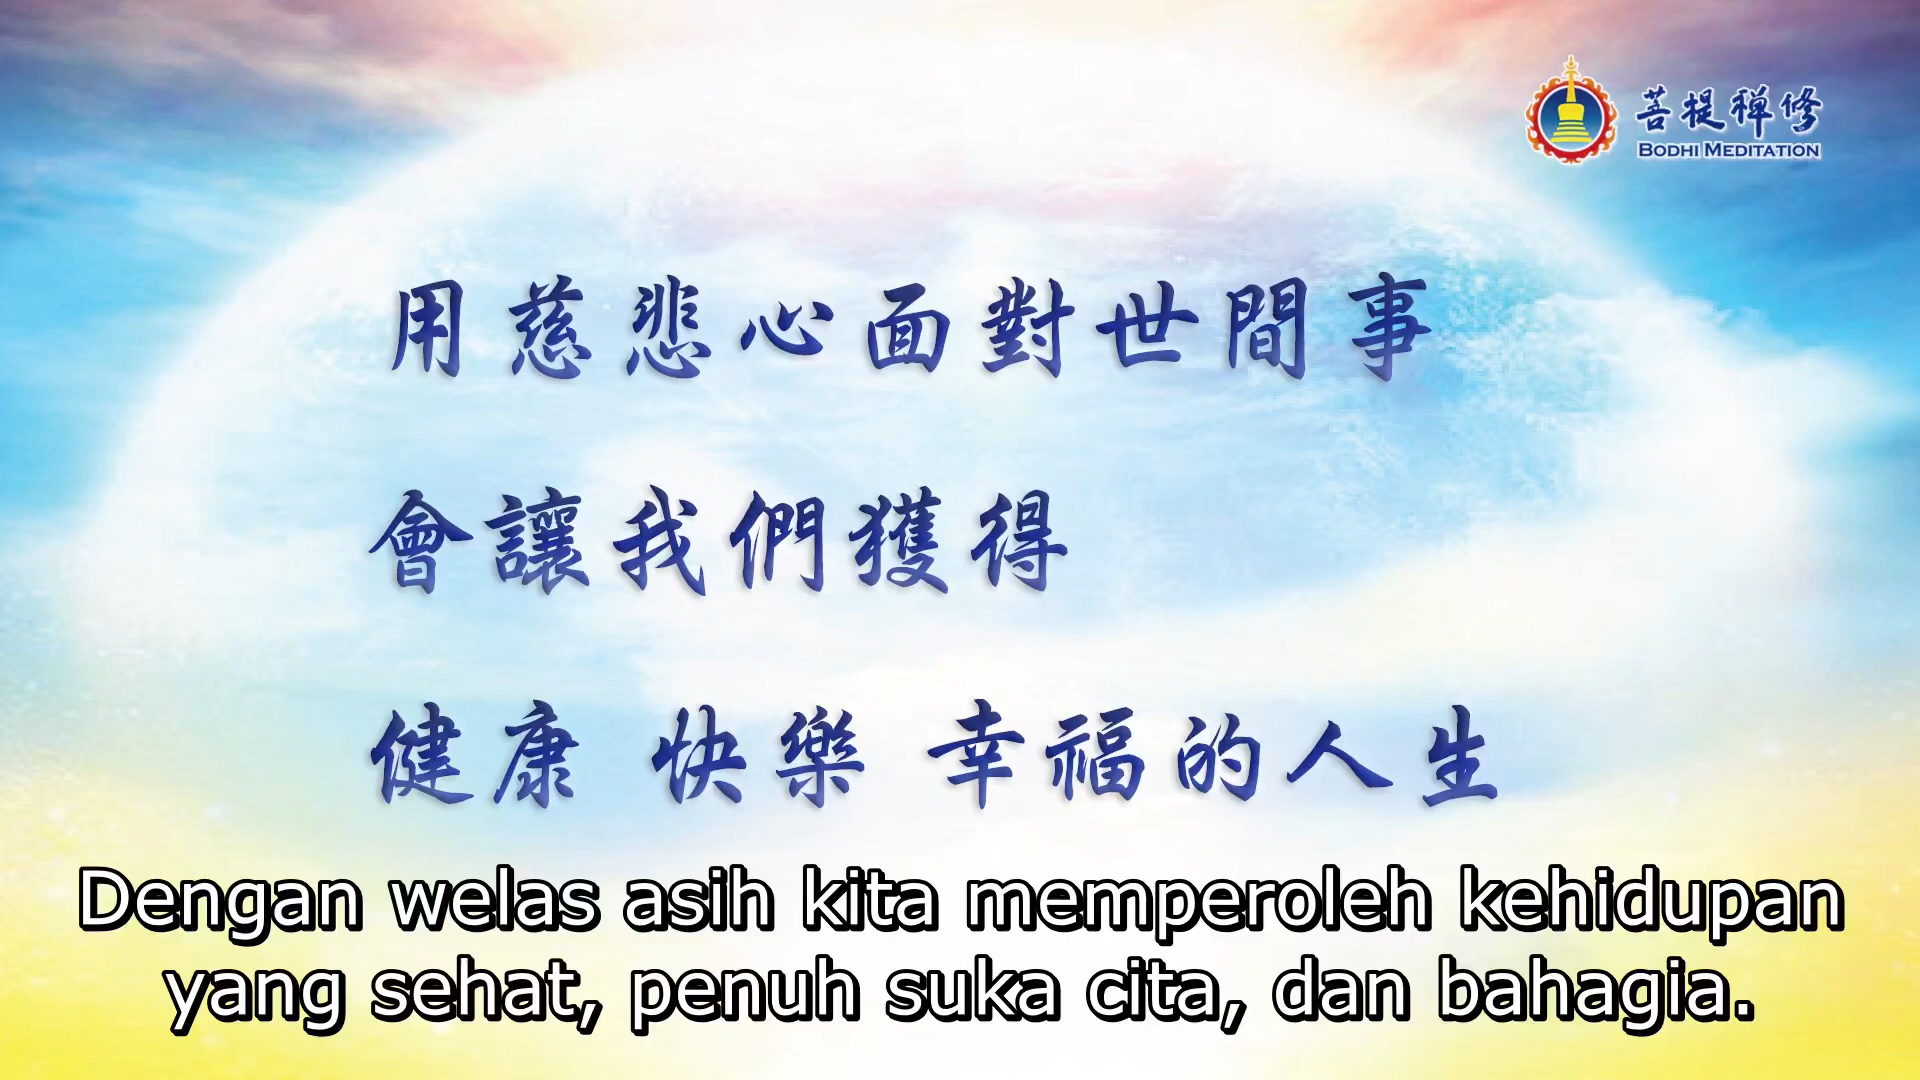 菩提禅修
BODHI MEDITATION
用慈悲心面對世間事
會讓我們獲得
健康 快樂 幸福的人生
Dengan welas asih kita memperoleh kehidupan
yang sehat, penuh suka cita, dan bahagia.